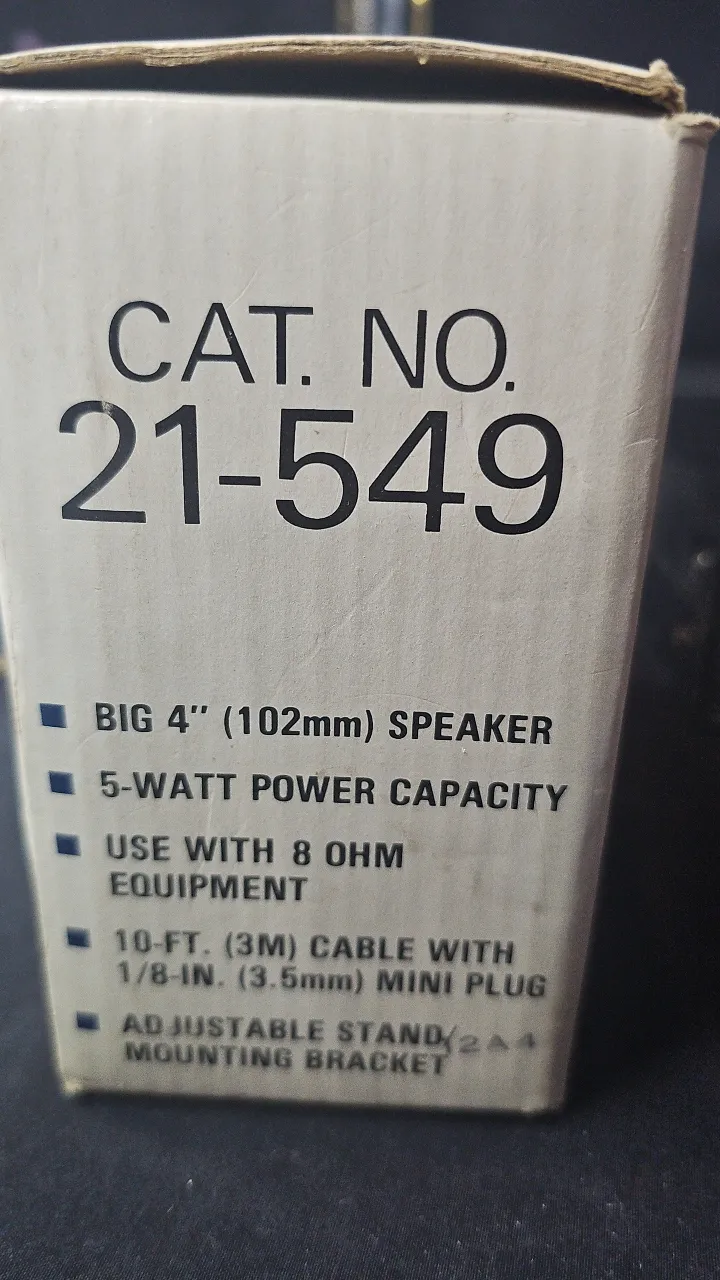 CAT. NO.
21-549
■ BIG 4" (102mm) SPEAKER
■ 5-WATT POWER CAPACITY
■ USE WITH 8 OHM
EQUIPMENT
■ 10-FT. (3M) CABLE WITH
1/8-IN. (3.5mm) MINI PLUG
■ ADJUSTABLE STAND/
MOUNTING BRACKET
2A4